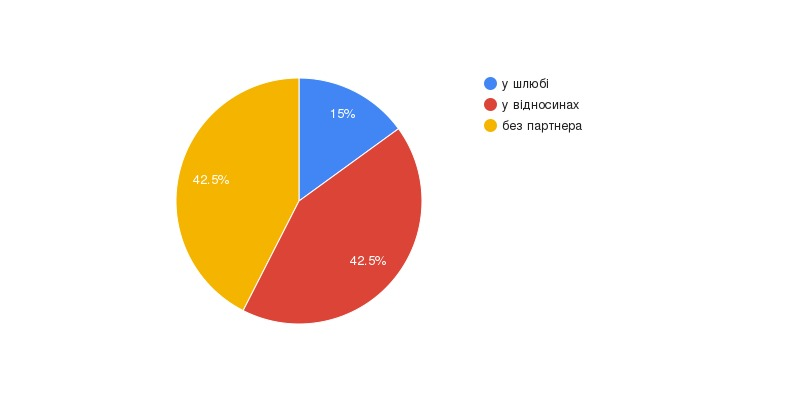 у шлюбі
у відносинах
без партнера
15%
42.5%
42.5%